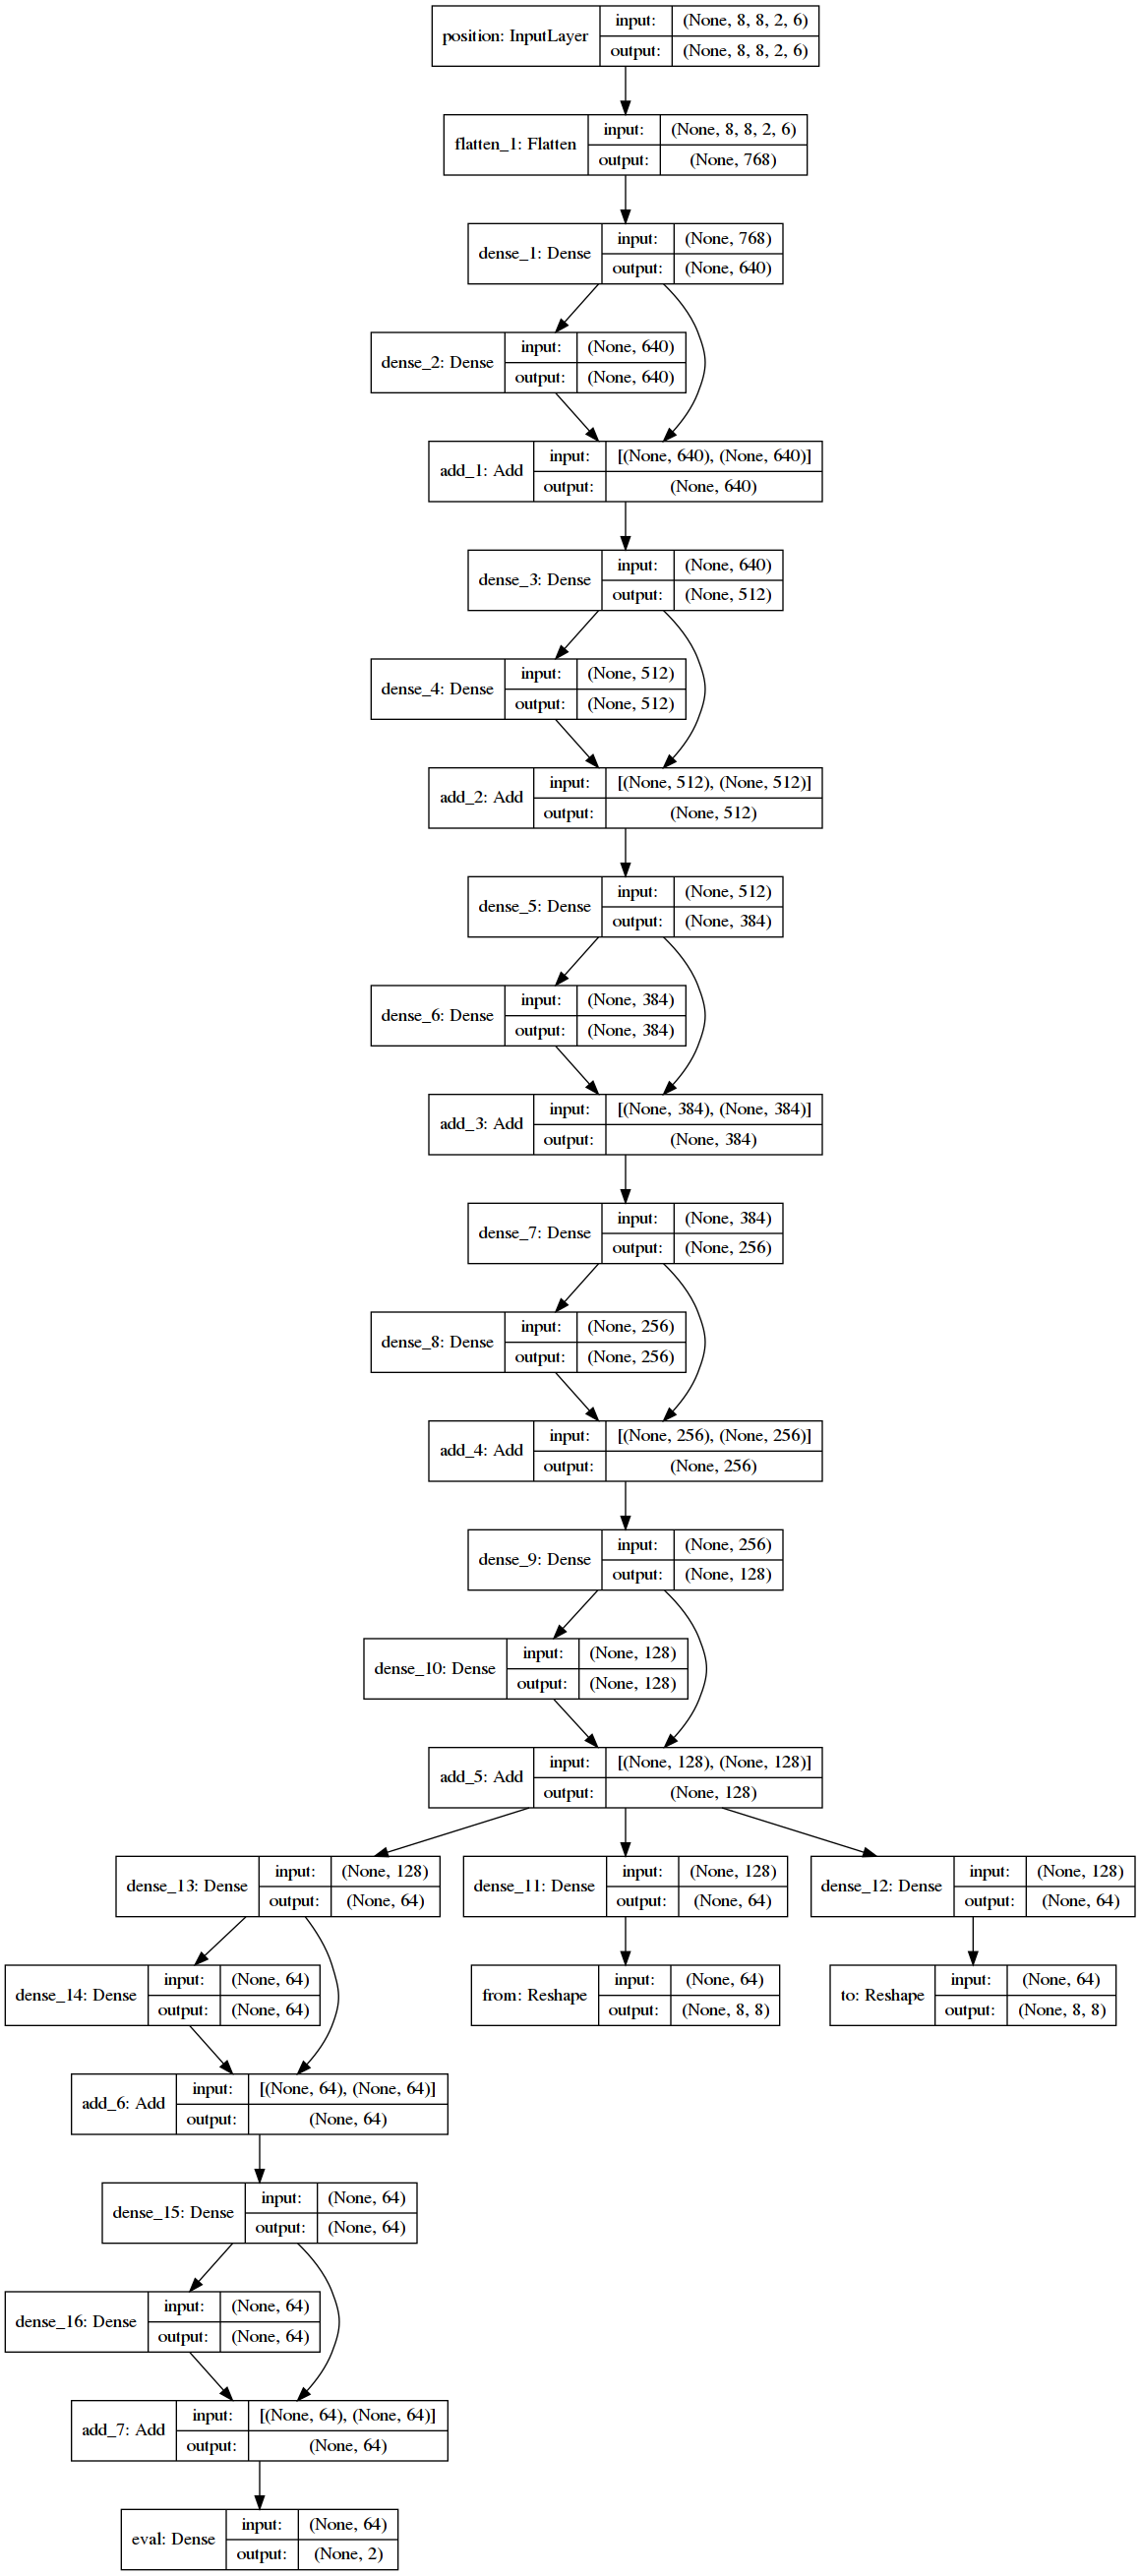 position: InputLayer
input: (None, 8, 8, 2, 6)
output: (None, 8, 8, 2, 6)
flatten_1: Flatten
input: (None, 8, 8, 2, 6)
output: (None, 768)
dense_1: Dense
input: (None, 768)
output: (None, 640)
dense_2: Dense
input: (None, 640)
output: (None, 640)
add_1: Add
input: [(None, 640), (None, 640)]
output: (None, 640)
dense_3: Dense
input: (None, 640)
output: (None, 512)
dense_4: Dense
input: (None, 512)
output: (None, 512)
add_2: Add
input: [(None, 512), (None, 512)]
output: (None, 512)
dense_5: Dense
input: (None, 512)
output: (None, 384)
dense_6: Dense
input: (None, 384)
output: (None, 384)
add_3: Add
input: [(None, 384), (None, 384)]
output: (None, 384)
dense_7: Dense
input: (None, 384)
output: (None, 256)
dense_8: Dense
input: (None, 256)
output: (None, 256)
add_4: Add
input: [(None, 256), (None, 256)]
output: (None, 256)
dense_9: Dense
input: (None, 256)
output: (None, 128)
dense_10: Dense
input: (None, 128)
output: (None, 128)
add_5: Add
input: [(None, 128), (None, 128)]
output: (None, 128)
dense_13: Dense
input: (None, 128)
output: (None, 64)
dense_11: Dense
input: (None, 128)
output: (None, 64)
dense_12: Dense
input: (None, 128)
output: (None, 64)
dense_14: Dense
input: (None, 64)
output: (None, 64)
from: Reshape
input: (None, 64)
output: (None, 8, 8)
to: Reshape
input: (None, 64)
output: (None, 8, 8)
add_6: Add
input: [(None, 64), (None, 64)]
output: (None, 64)
dense_15: Dense
input: (None, 64)
output: (None, 64)
dense_16: Dense
input: (None, 64)
output: (None, 64)
add_7: Add
input: [(None, 64), (None, 64)]
output: (None, 64)
eval: Dense
input: (None, 64)
output: (None, 2)